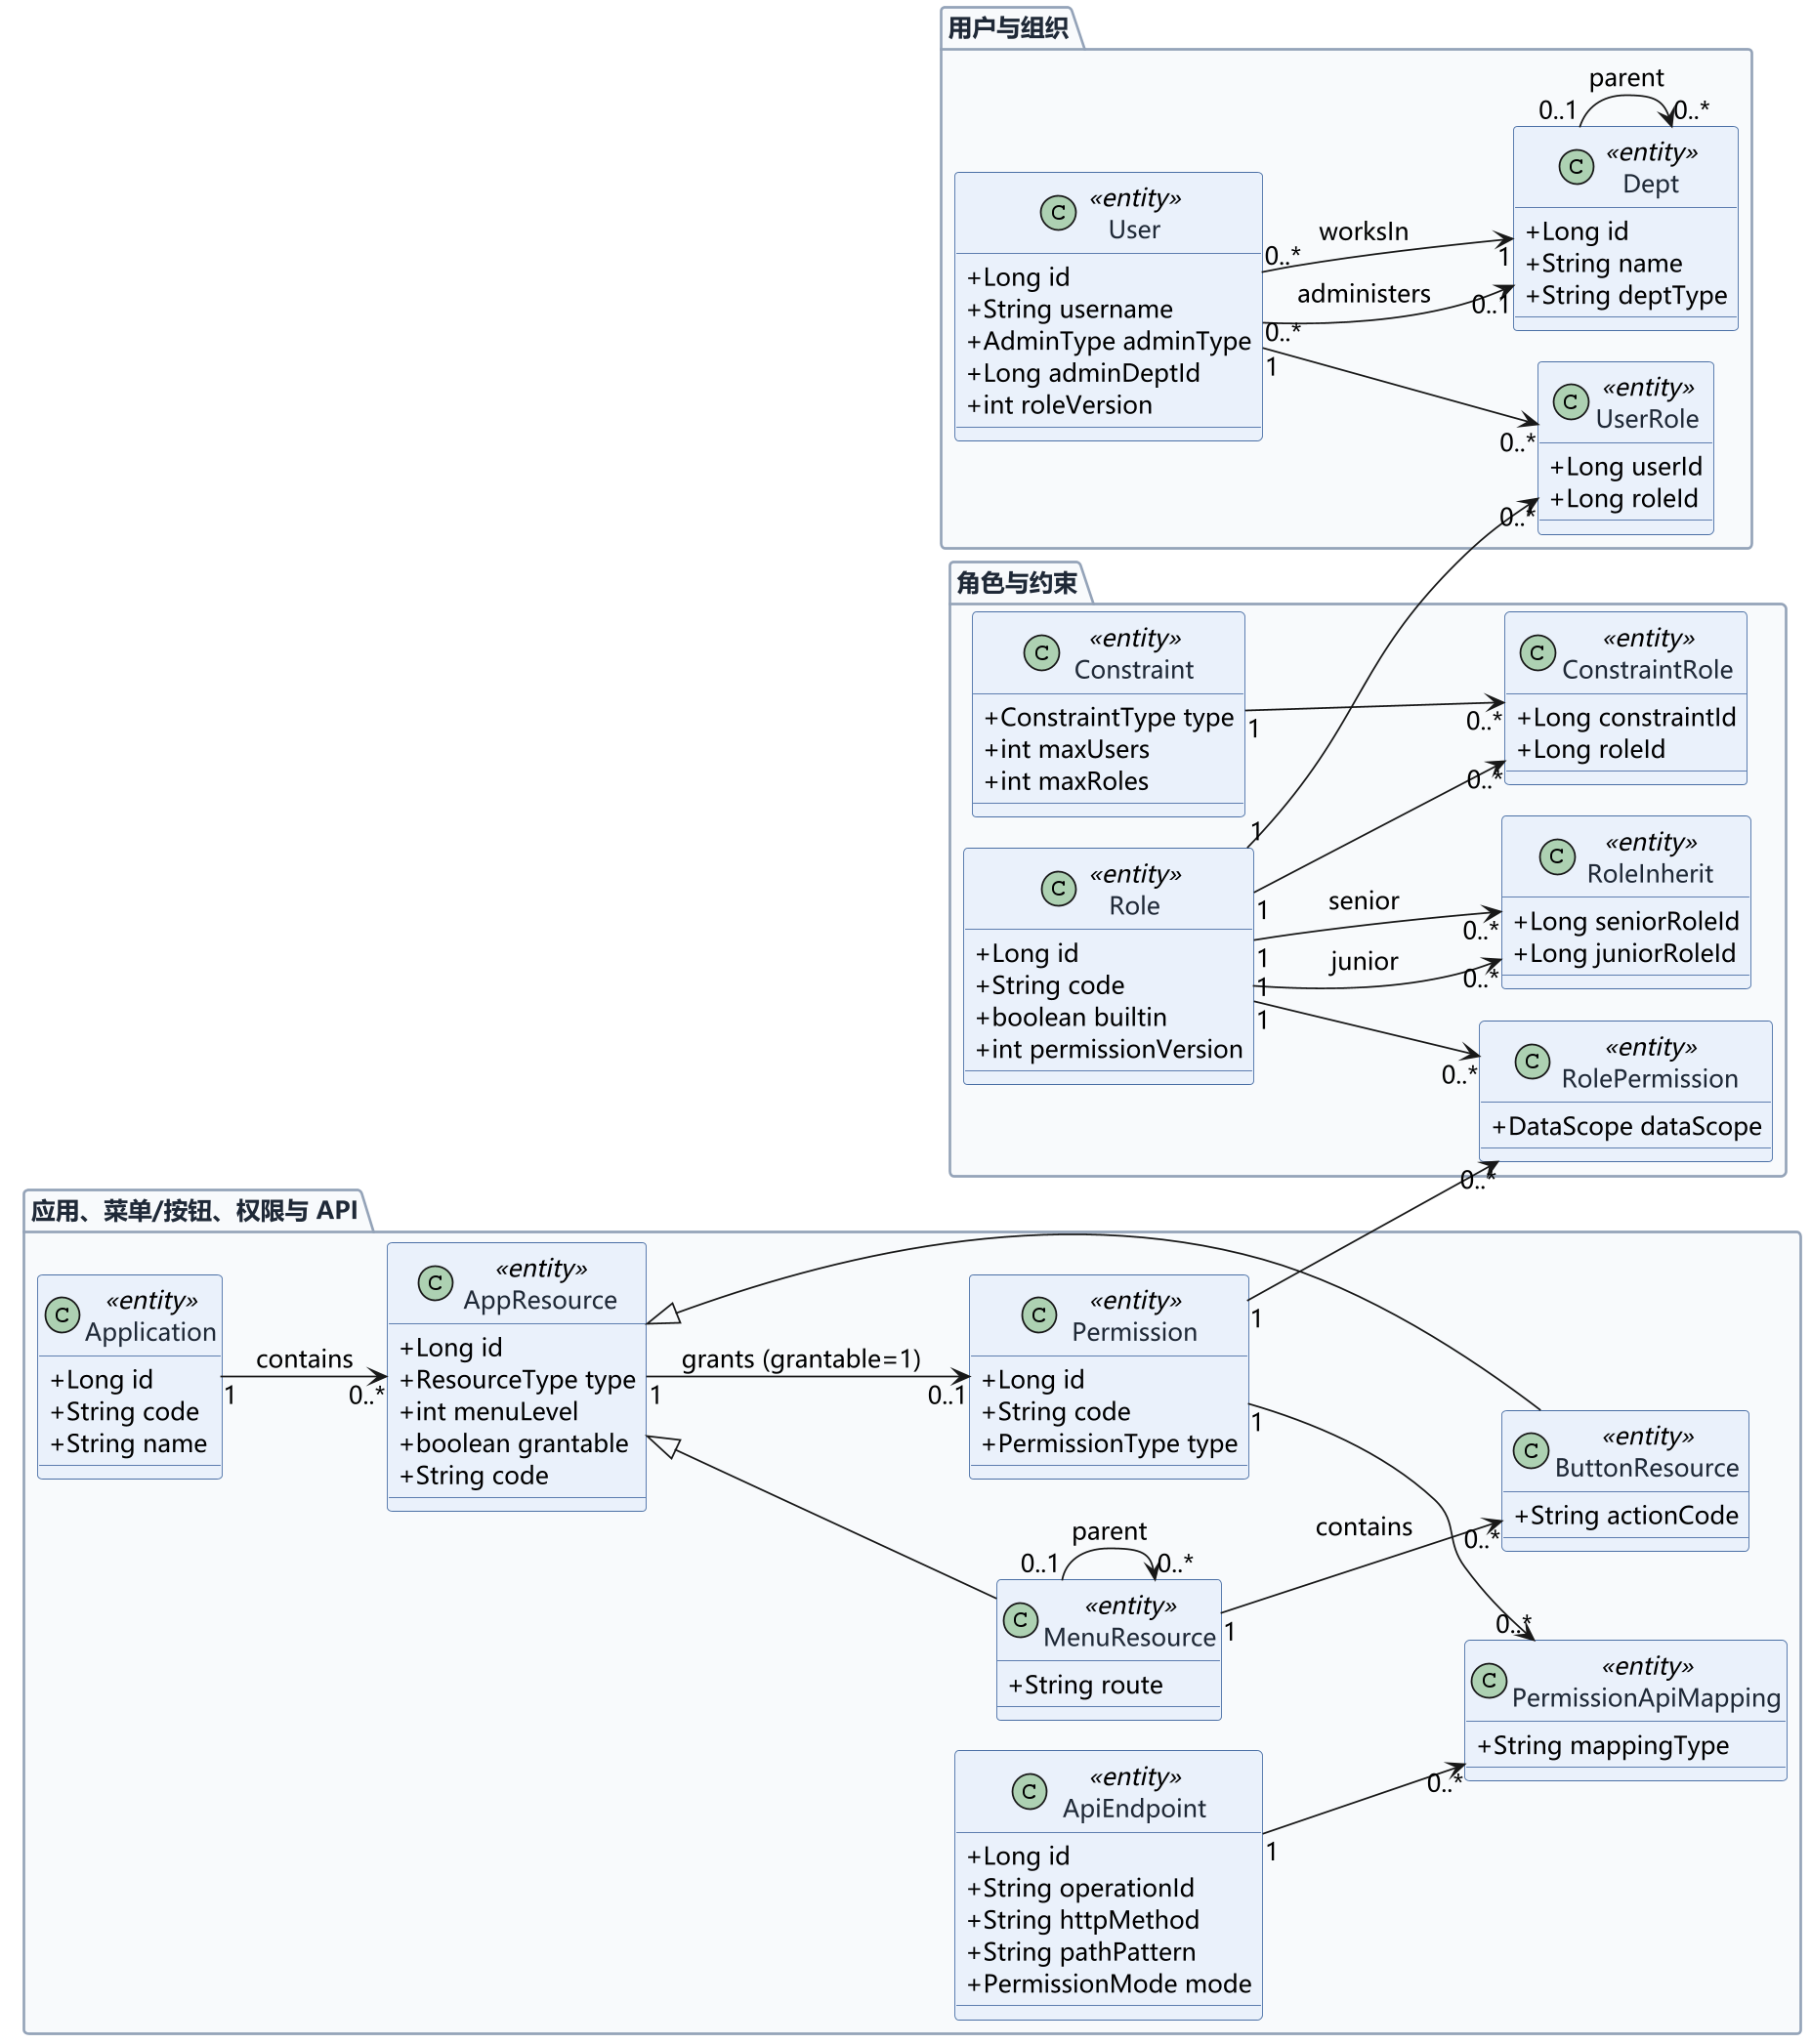 用户与组织
parent
0..1
0..*
«entity»
Dept
+Long id
+String name
+String deptType
«entity»
User
+Long id
+String username
+AdminType adminType
+Long adminDeptId
+int roleVersion
worksIn
0..*
1
administers
0..*
0..1
1
0..*
«entity»
UserRole
+Long userId
+Long roleId
0..*
角色与约束
«entity»
Constraint
+ConstraintType type
+int maxUsers
+int maxRoles
1
0..*
«entity»
ConstraintRole
+Long constraintId
+Long roleId
0..*
1
«entity»
Role
+Long id
+String code
+boolean builtin
+int permissionVersion
1
senior
1
0..*
junior
1
0..*
1
0..*
«entity»
RoleInherit
+Long seniorRoleId
+Long juniorRoleId
«entity»
RolePermission
+DataScope dataScope
0..*
应用、菜单/按钮、权限与 API
«entity»
Application
+Long id
+String code
+String name
contains
1
0..*
«entity»
AppResource
+Long id
+ResourceType type
+int menuLevel
+boolean grantable
+String code
grants (grantable=1)
1
0..1
«entity»
Permission
+Long id
+String code
+PermissionType type
1
1
«entity»
ButtonResource
+String actionCode
parent
0..1
0..*
contains
1
0..*
«entity»
MenuResource
+String route
0..*
«entity»
PermissionApiMapping
+String mappingType
«entity»
ApiEndpoint
+Long id
+String operationId
+String httpMethod
+String pathPattern
+PermissionMode mode
1
0..*